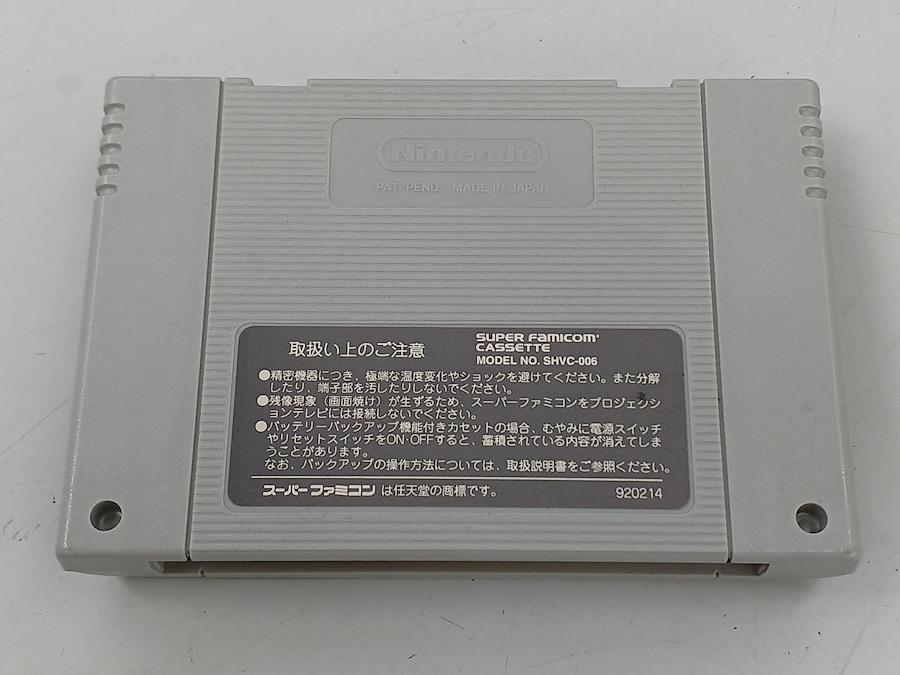 Nintendo
PAT. PEND. MADE IN JAPAN
取扱い上のご注意
SUPER FAMICOM
CASSETTE
MODEL NO. SHVC-006
●精密機器につき、極端な温度変化やショックを避けてください。また分解
したり、端子部を汚したりしないでください。
●残像現象（画面焼け）が生ずるため、スーパーファミコンをプロジェクシ
ョンテレビには接続しないでください。
●バッテリーバックアップ機能付きカセットの場合、むやみに電源スイッチ
やリセットスイッチをON・OFFすると、蓄積されている内容が消えてしま
うことがあります。
なお、バックアップの操作方法については、取扱説明書をご参照ください。
スーパーファミコン は任天堂の商標です。
920214